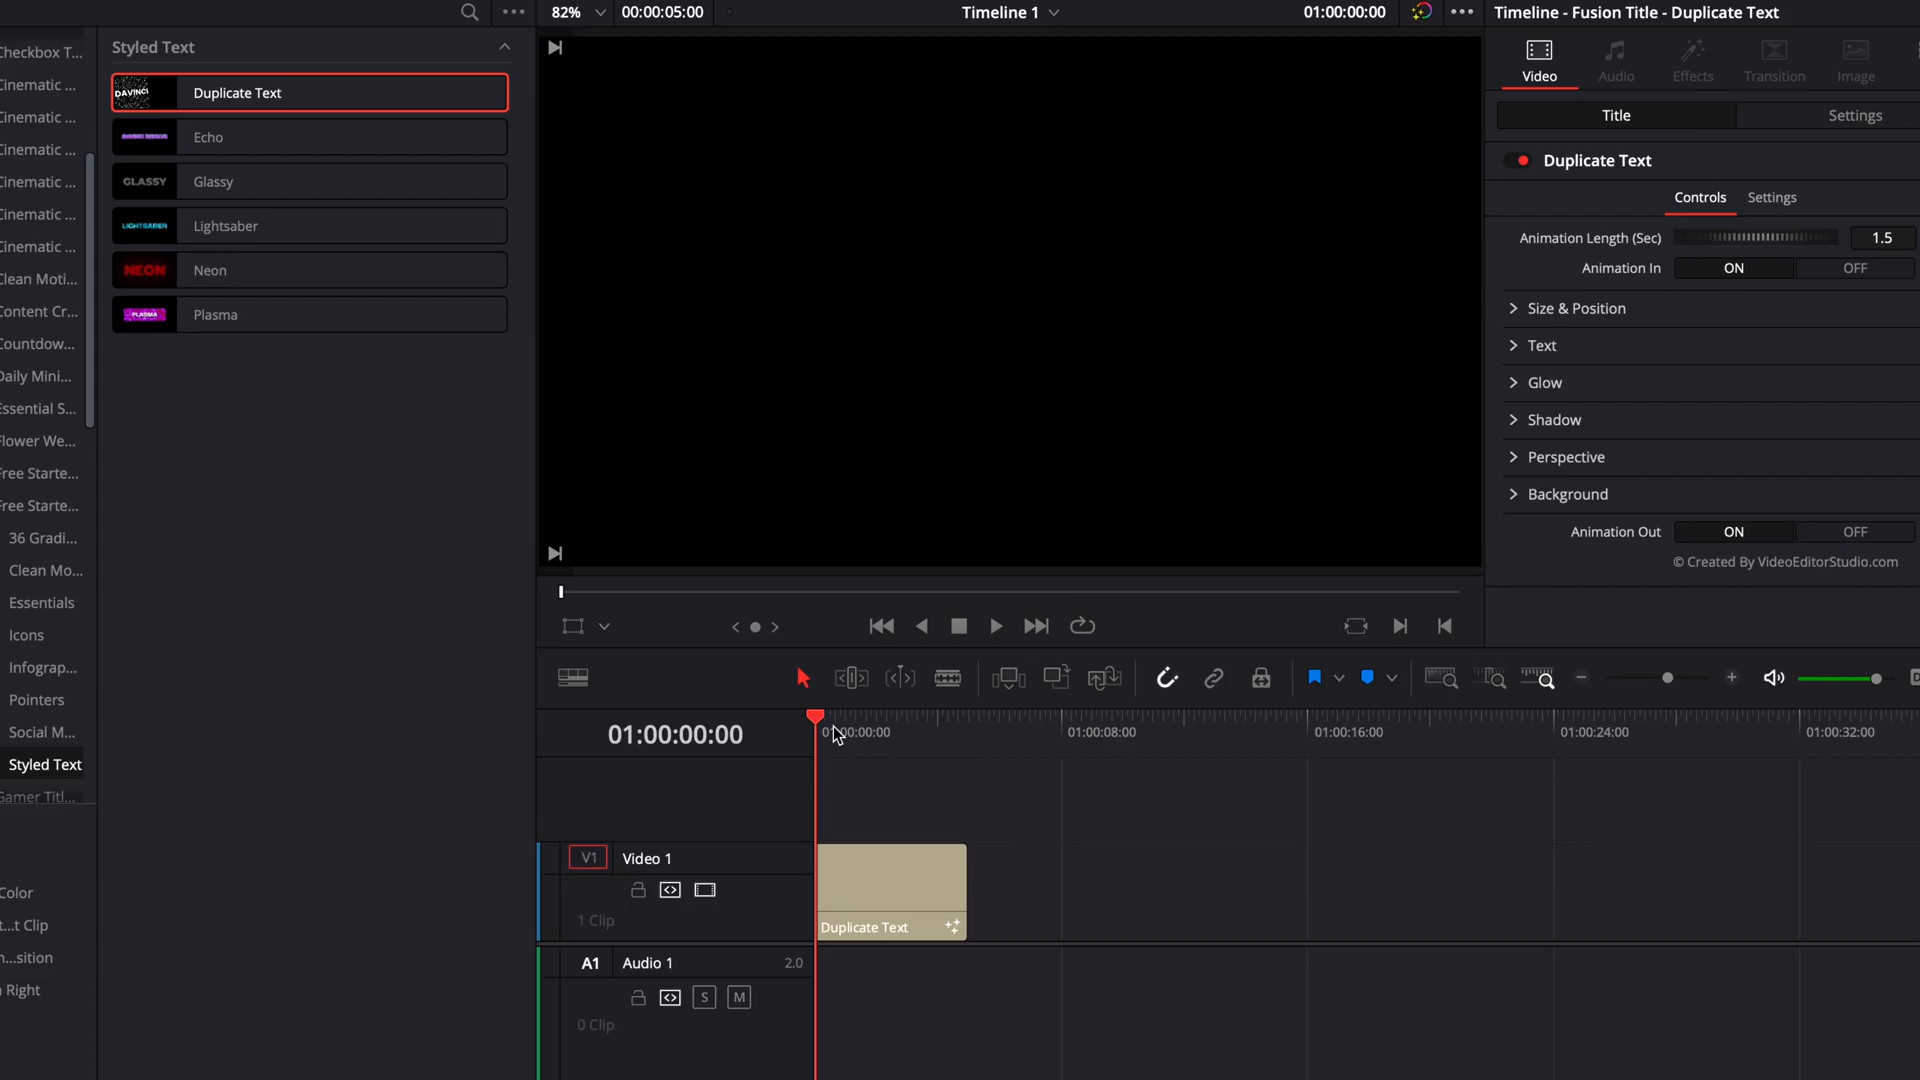 82%
00:00:05:00
Timeline 1
01:00:00:00
Timeline - Fusion Title - Duplicate Text
Checkbox T...
Cinematic ...
Cinematic ...
Cinematic ...
Cinematic ...
Cinematic ...
Cinematic ...
Clean Moti...
Content Cr...
Countdow...
Daily Mini...
Essential S...
Flower We...
Free Starte...
Free Starte...
36 Gradi...
Clean Mo...
Essentials
Icons
Infograp...
Pointers
Social M...
Styled Text
Gamer Titl...
Color
t...t Clip
n...sition
Right
Styled Text
DAVINCI
Duplicate Text
DAVINCI RESOLVE
Echo
GLASSY
Glassy
LIGHTSABER
Lightsaber
NEON
Neon
PLASMA
Plasma
Video
Audio
Effects
Transition
Image
Title
Settings
Duplicate Text
Controls
Settings
Animation Length (Sec)
1.5
Animation In
ON
OFF
Size & Position
Text
Glow
Shadow
Perspective
Background
Animation Out
ON
OFF
© Created By VideoEditorStudio.com
01:00:00:00
01:00:00:00
01:00:08:00
01:00:16:00
01:00:24:00
01:00:32:00
V1
Video 1
1 Clip
Duplicate Text
A1
Audio 1
2.0
S
M
0 Clip